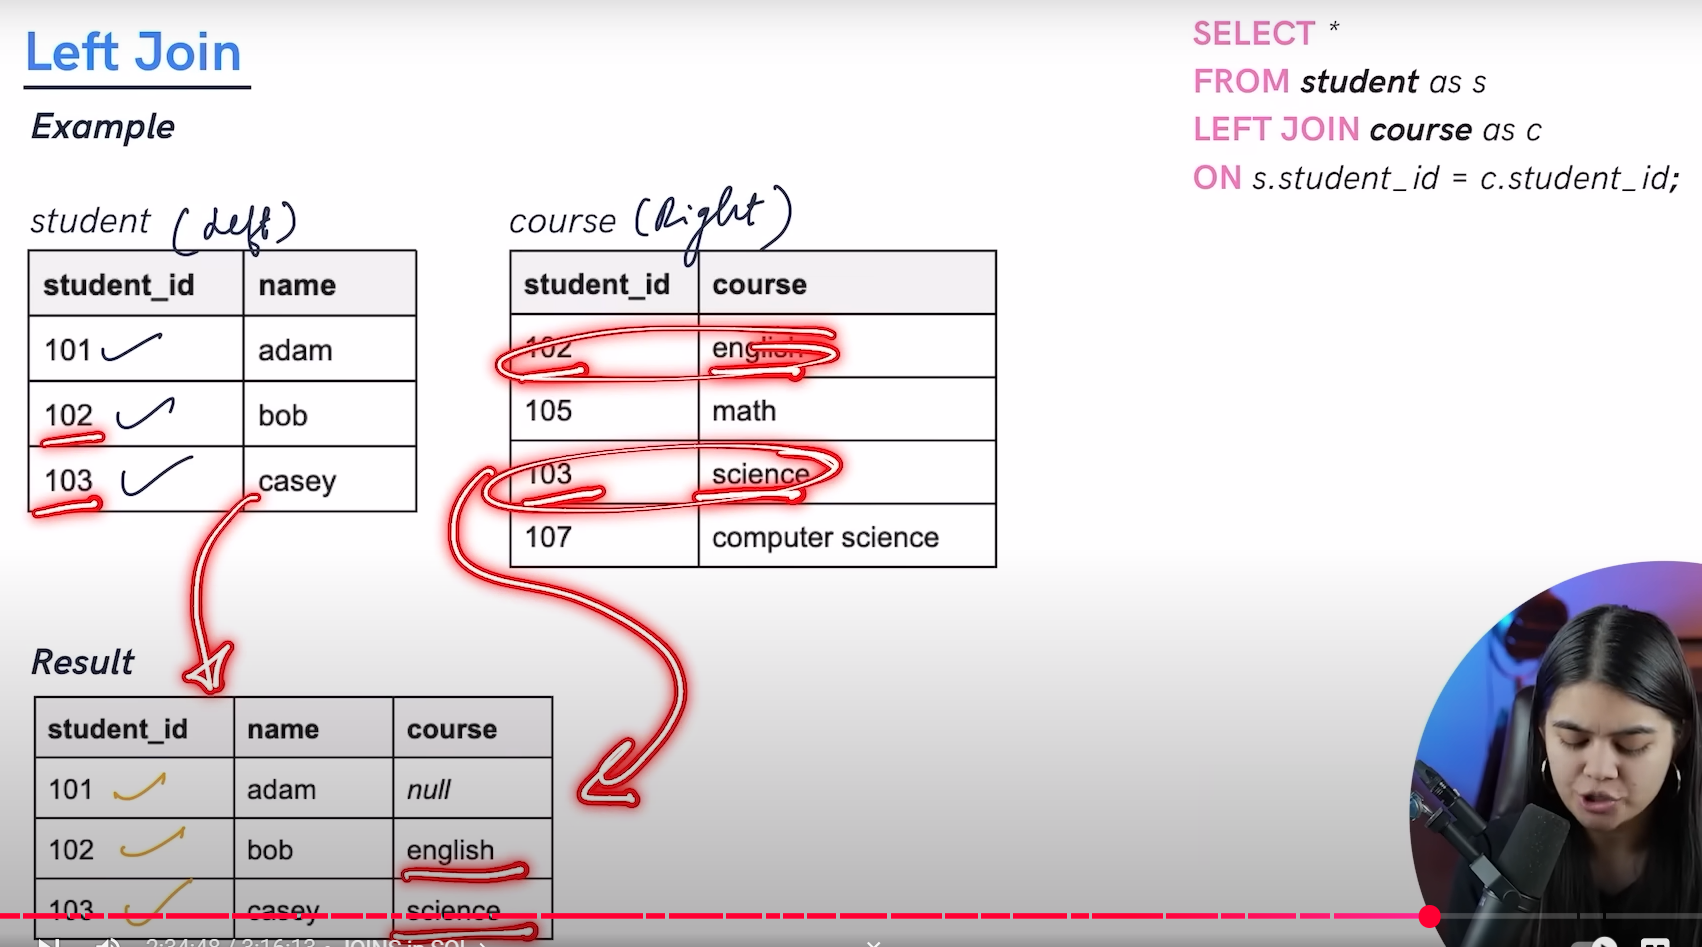 Left Join
Example
SELECT *
FROM student as s
LEFT JOIN course as c
ON s.student_id = c.student_id;
student (Left)
student_id name
101 adam
102 bob
103 casey
course (Right)
student_id course
102 english
105 math
103 science
107 computer science
Result
student_id name course
101 adam null
102 bob english
103 casey science
2:34:48 / 3:16:13 • JOINS in SQL >